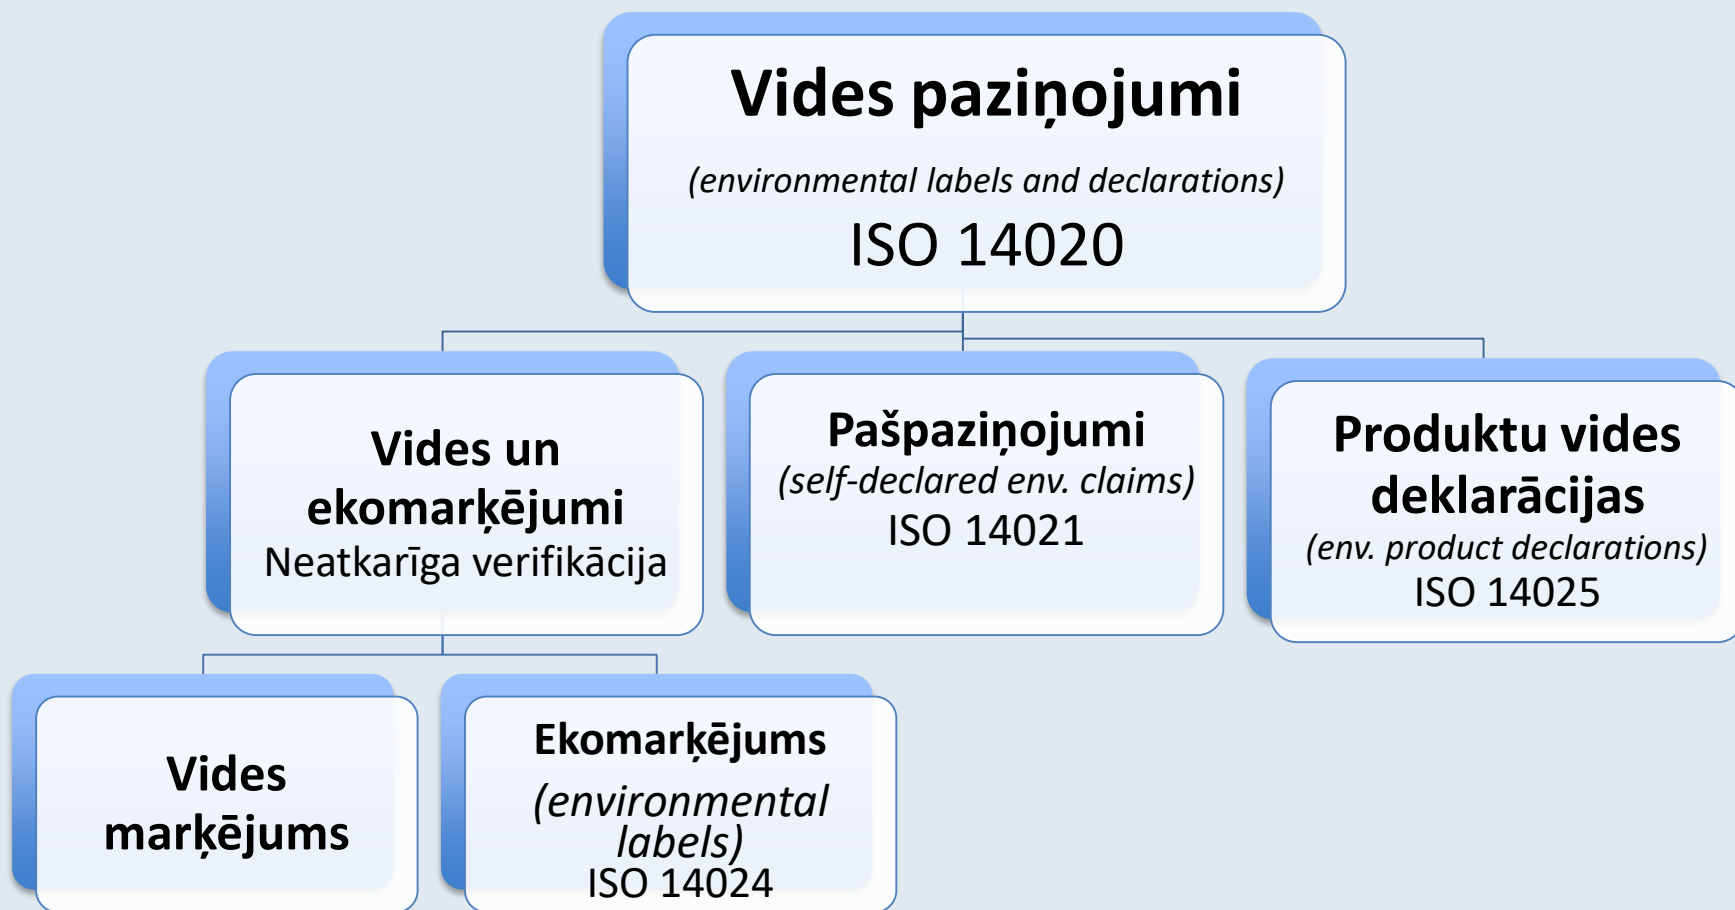 Vides paziņojumi
(environmental labels and declarations)
ISO 14020
Vides un
ekomarķējumi
Neatkarīga verifikācija
Pašpaziņojumi
(self-declared env. claims)
ISO 14021
Produktu vides
deklarācijas
(env. product declarations)
ISO 14025
Vides
marķējums
Ekomarķējums
(environmental
labels)
ISO 14024